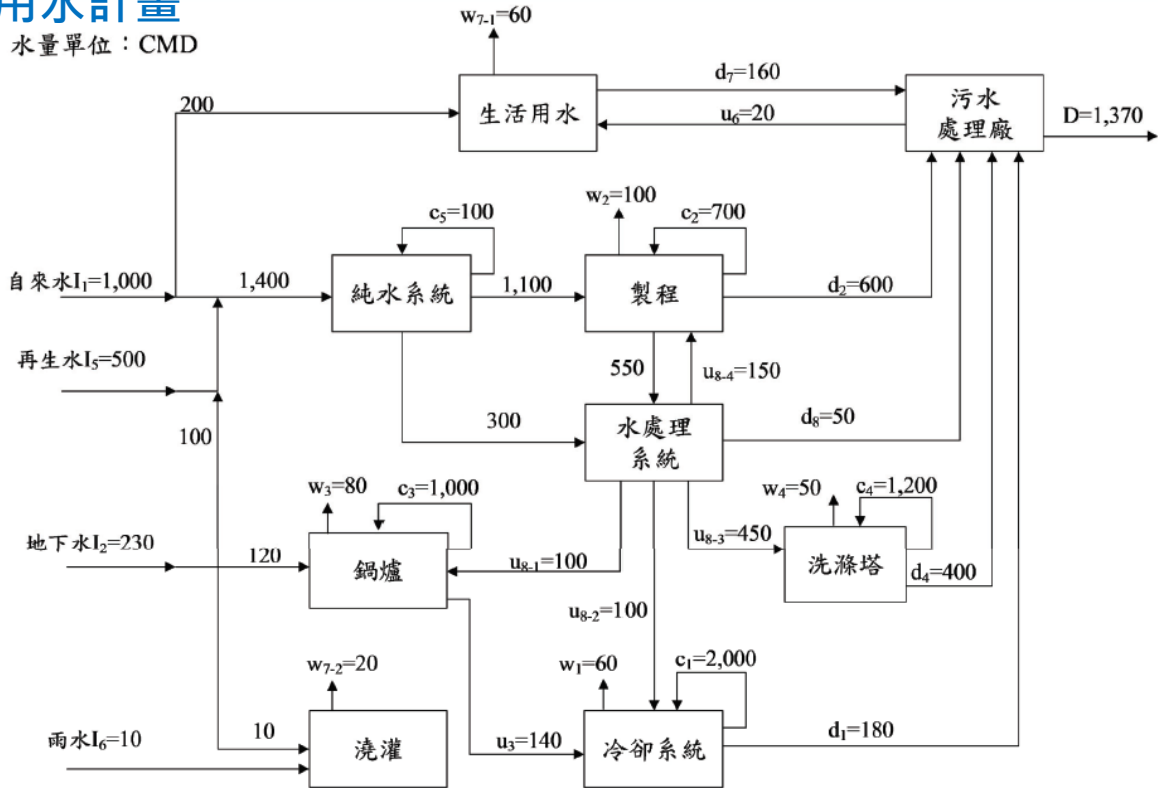 用水計畫
水量單位：CMD
w7-1=60
200
生活用水
d7=160
u6=20
污水
處理廠
D=1,370
w2=100
c5=100
c2=700
自來水I1=1,000
1,400
純水系統
1,100
製程
d2=600
再生水I5=500
550
u8-4=150
100
300
水處理
系統
d8=50
w3=80
c3=1,000
w4=50
c4=1,200
地下水I2=230
120
鍋爐
u8-1=100
u8-3=450
洗滌塔
d4=400
u8-2=100
w7-2=20
w1=60
c1=2,000
雨水I6=10
10
澆灌
u3=140
冷卻系統
d1=180